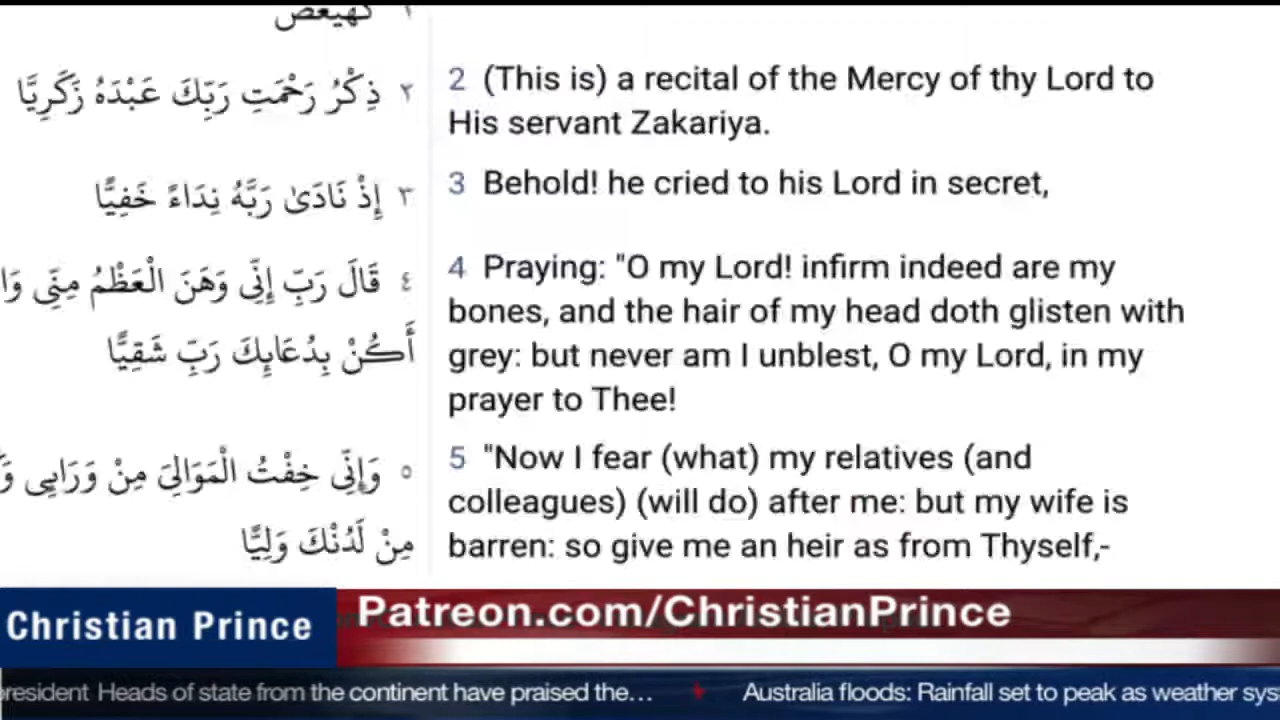 ١ كهيعص
٢ ذِكْرُ رَحْمَتِ رَبِّكَ عَبْدَهُ زَكَرِيَّا
2 (This is) a recital of the Mercy of thy Lord to
His servant Zakariya.
٣ إِذْ نَادَىٰ رَبَّهُ نِدَاءً خَفِيًّا
3 Behold! he cried to his Lord in secret,
٤ قَالَ رَبِّ إِنِّى وَهَنَ الْعَظْمُ مِنِّى
أَكُنْ بِدُعَائِكَ رَبِّ شَقِيًّا
4 Praying: "O my Lord! infirm indeed are my
bones, and the hair of my head doth glisten with
grey: but never am I unblest, O my Lord, in my
prayer to Thee!
٥ وَإِنِّى خِفْتُ الْمَوَالِىَ مِنْ وَرَاءِى
مِنْ لَدُنْكَ وَلِيًّا
5 "Now I fear (what) my relatives (and
colleagues) (will do) after me: but my wife is
barren: so give me an heir as from Thyself,-
Christian Prince
Patreon.com/ChristianPrince
resident Heads of state from the continent have praised the… Australia floods: Rainfall set to peak as weather sys